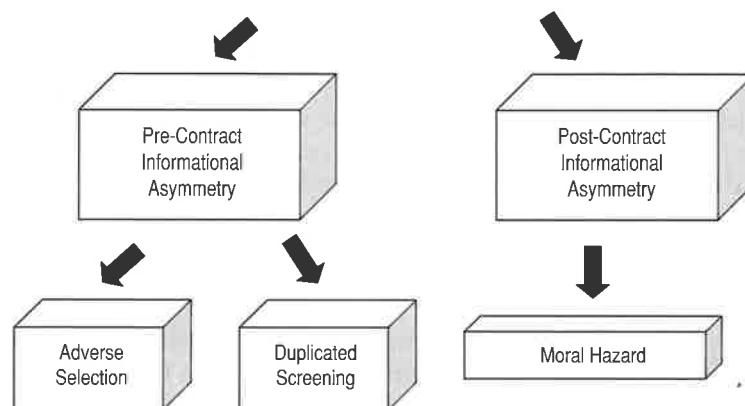 Pre-Contract
Informational
Asymmetry
Post-Contract
Informational
Asymmetry
Adverse
Selection
Duplicated
Screening
Moral Hazard